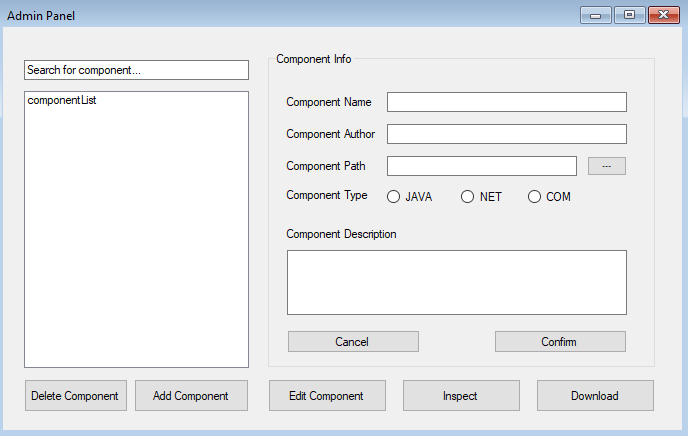 Admin Panel
Search for component...
componentList
Component Info
Component Name
Component Author
Component Path
---
Component Type
JAVA
NET
COM
Component Description
Cancel
Confirm
Delete Component
Add Component
Edit Component
Inspect
Download